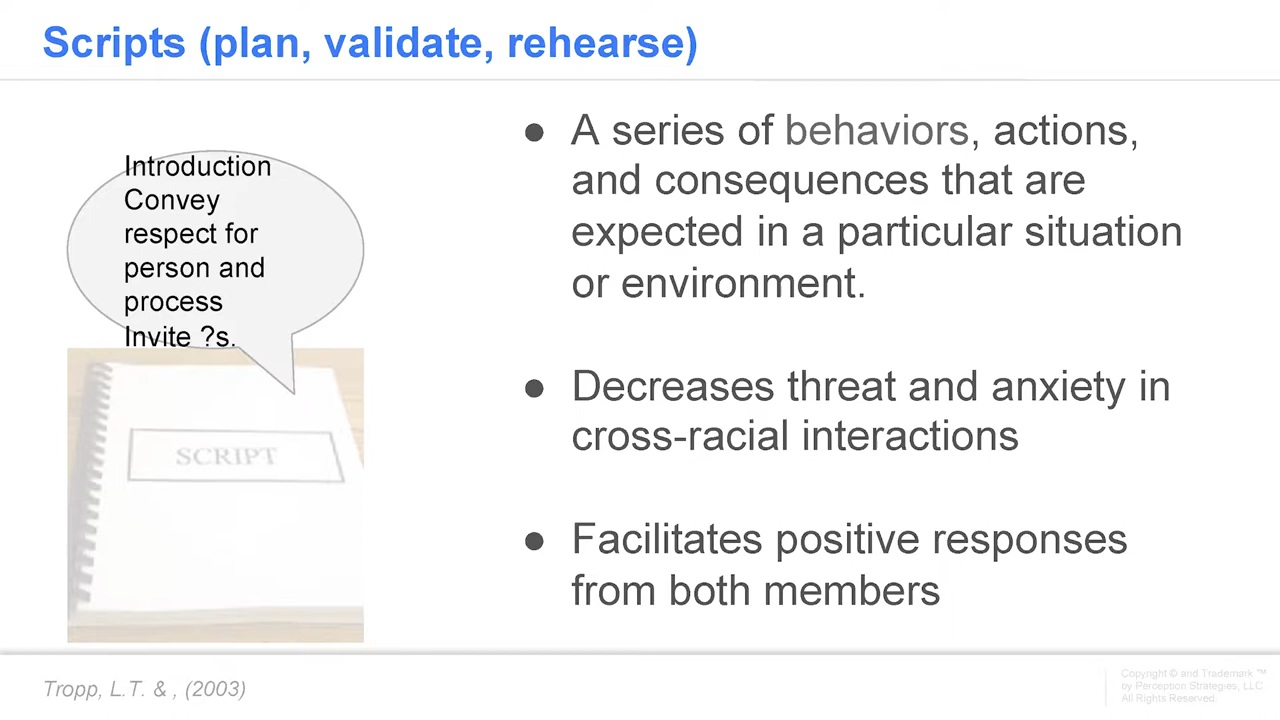 Scripts (plan, validate, rehearse)
Introduction
Convey
respect for
person and
process
Invite ?s.
SCRIPT
● A series of behaviors, actions,
and consequences that are
expected in a particular situation
or environment.
● Decreases threat and anxiety in
cross-racial interactions
● Facilitates positive responses
from both members
Tropp, L.T. & , (2003)
Copyright © and Trademark ™
by Perception Strategies, LLC
All Rights Reserved.